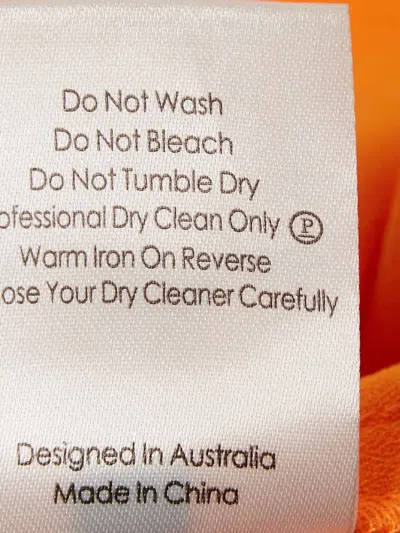 Do Not Wash
Do Not Bleach
Do Not Tumble Dry
ofessional Dry Clean Only P
Warm Iron On Reverse
ose Your Dry Cleaner Carefully
Designed In Australia
Made In China